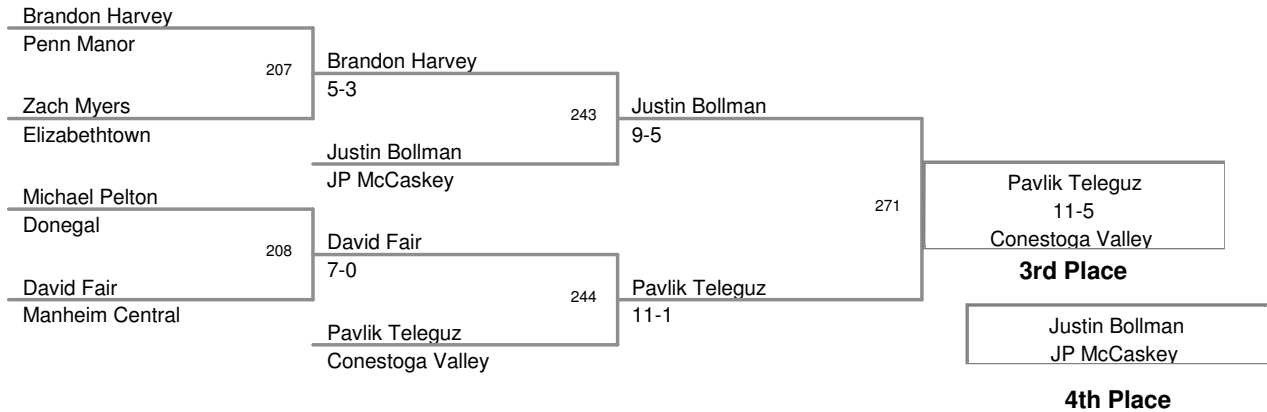 Brandon Harvey
Penn Manor
207
Brandon Harvey
5-3
Zach Myers
Elizabethtown
243
Justin Bollman
9-5
Justin Bollman
JP McCaskey
Michael Pelton
Donegal
208
David Fair
7-0
David Fair
Manheim Central
244
Pavlik Teleguz
11-1
Pavlik Teleguz
Conestoga Valley
271
Pavlik Teleguz
11-5
Conestoga Valley
3rd Place
Justin Bollman
JP McCaskey
4th Place